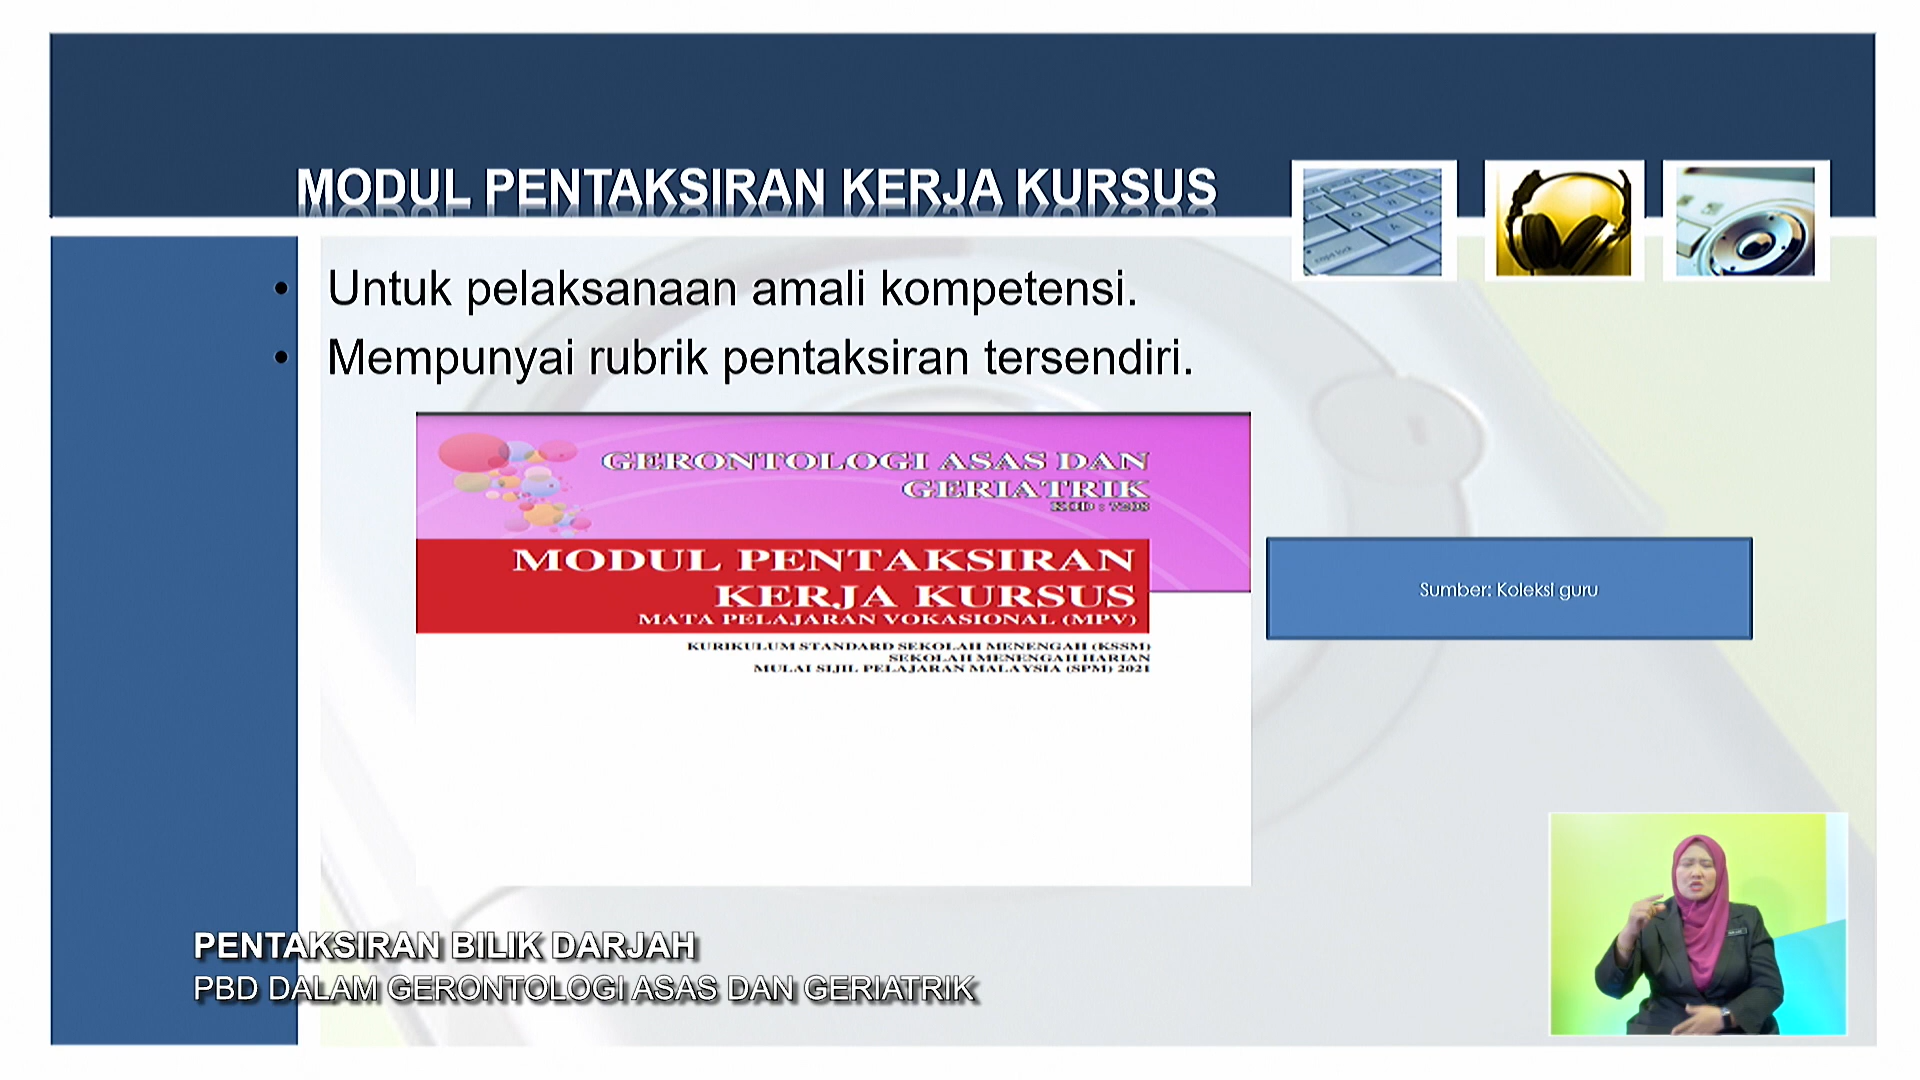 MODUL PENTAKSIRAN KERJA KURSUS
• Untuk pelaksanaan amali kompetensi.
• Mempunyai rubrik pentaksiran tersendiri.
GERONTOLOGI ASAS DAN
GERIATRIK
KOD : 7208
MODUL PENTAKSIRAN
KERJA KURSUS
MATA PELAJARAN VOKASIONAL (MPV)
KURIKULUM STANDARD SEKOLAH MENENGAH (KSSM)
SEKOLAH MENENGAH HARIAN
MULAI SIJIL PELAJARAN MALAYSIA (SPM) 2021
Sumber: Koleksi guru
PENTAKSIRAN BILIK DARJAH
PBD DALAM GERONTOLOGI ASAS DAN GERIATRIK